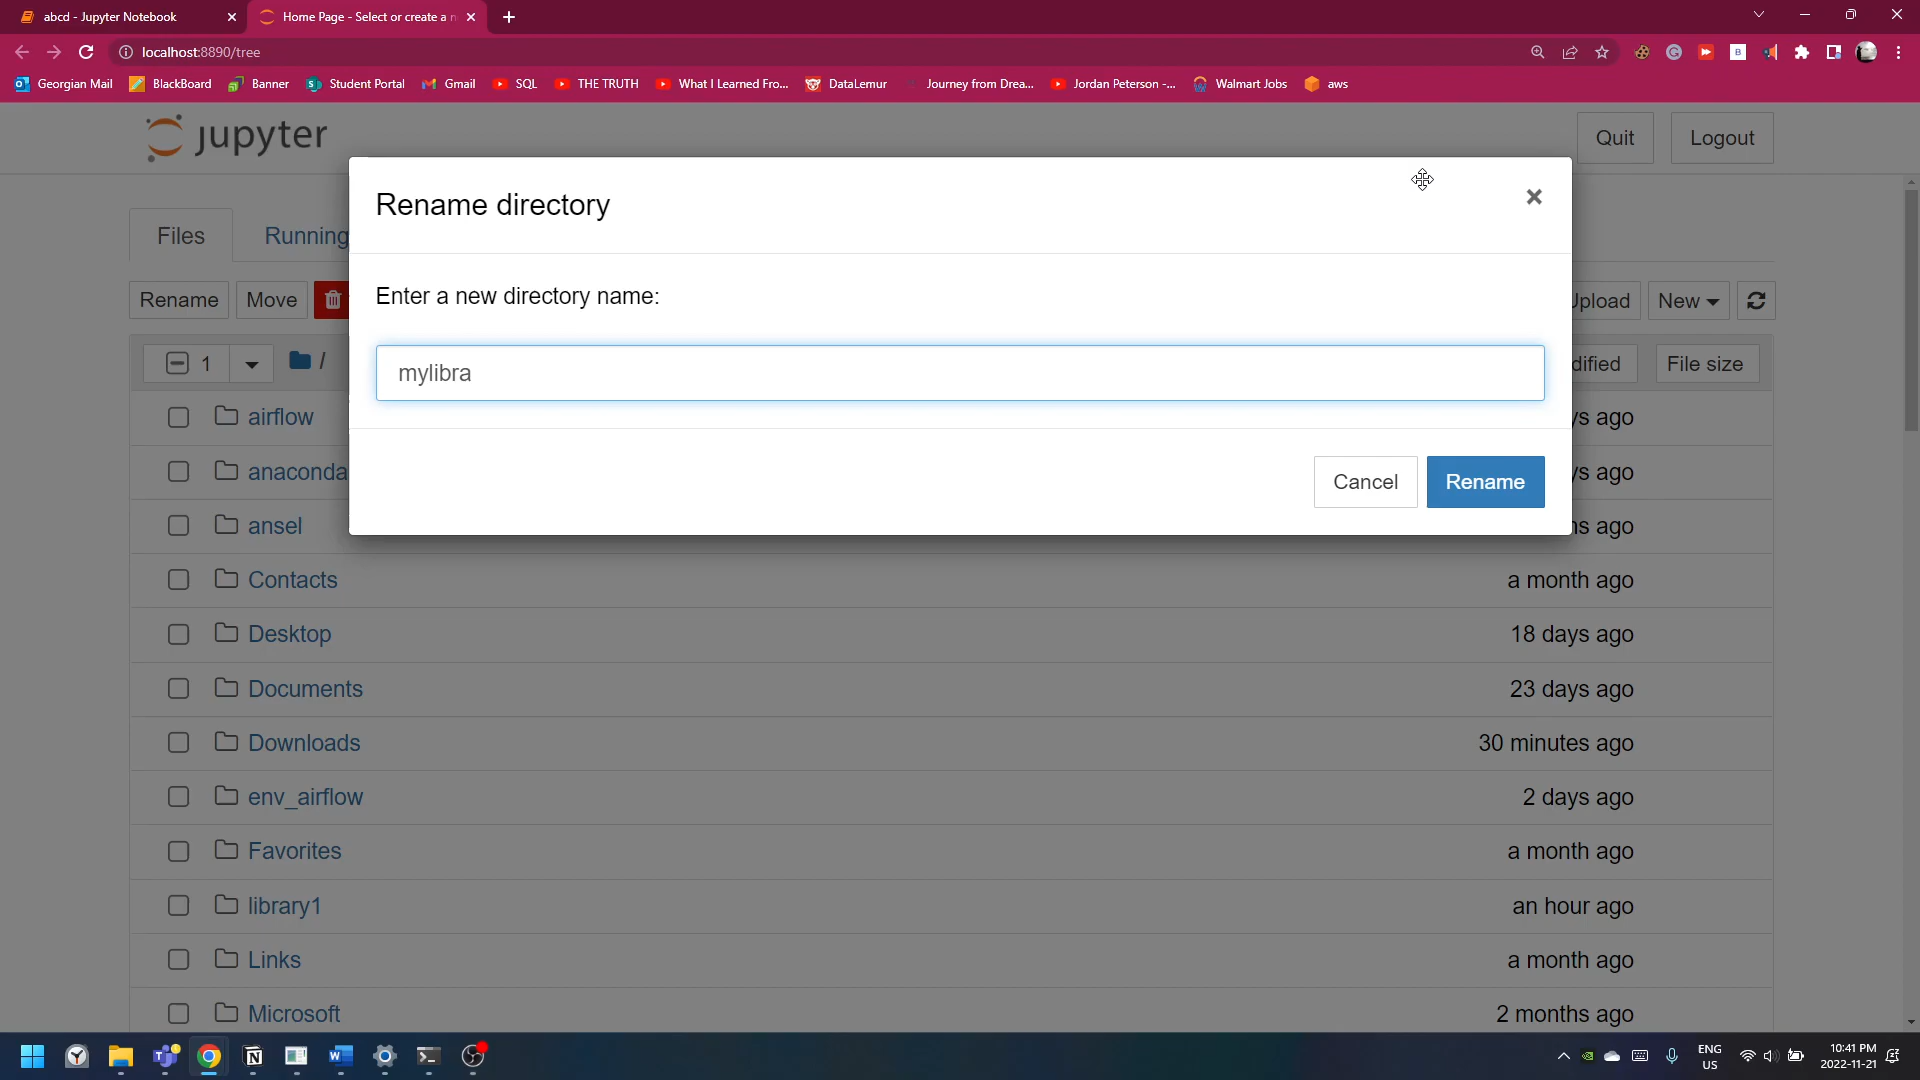 abcd - Jupyter Notebook
Home Page - Select or create a n
localhost:8890/tree
Georgian Mail
BlackBoard
Banner
Student Portal
Gmail
SQL
THE TRUTH
What I Learned Fro...
DataLemur
Journey from Drea...
Jordan Peterson -...
Walmart Jobs
aws
jupyter
Quit
Logout
Rename directory
Files
Running
Enter a new directory name:
Rename
Move
Upload
New
1
/
mylibra
dified
File size
airflow
ys ago
anaconda
ys ago
Cancel
Rename
ansel
hs ago
Contacts
a month ago
Desktop
18 days ago
Documents
23 days ago
Downloads
30 minutes ago
env_airflow
2 days ago
Favorites
a month ago
library1
an hour ago
Links
a month ago
Microsoft
2 months ago
ENG
US
10:41 PM
2022-11-21